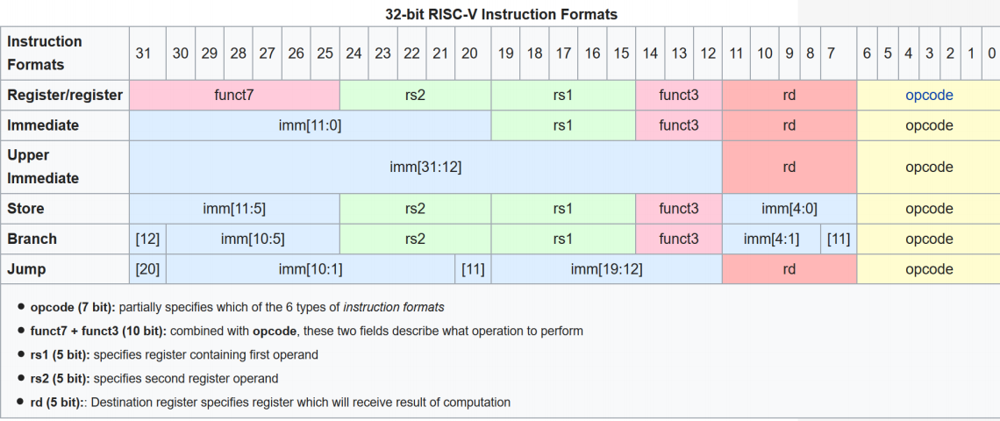 32-bit RISC-V Instruction Formats
Instruction Formats 31 30 29 28 27 26 25 24 23 22 21 20 19 18 17 16 15 14 13 12 11 10 9 8 7 6 5 4 3 2 1 0
Register/register funct7 rs2 rs1 funct3 rd opcode
Immediate imm[11:0] rs1 funct3 rd opcode
Upper Immediate imm[31:12] rd opcode
Store imm[11:5] rs2 rs1 funct3 imm[4:0] opcode
Branch [12] imm[10:5] rs2 rs1 funct3 imm[4:1] [11] opcode
Jump [20] imm[10:1] [11] imm[19:12] rd opcode
• opcode (7 bit): partially specifies which of the 6 types of instruction formats
• funct7 + funct3 (10 bit): combined with opcode, these two fields describe what operation to perform
• rs1 (5 bit): specifies register containing first operand
• rs2 (5 bit): specifies second register operand
• rd (5 bit):: Destination register specifies register which will receive result of computation